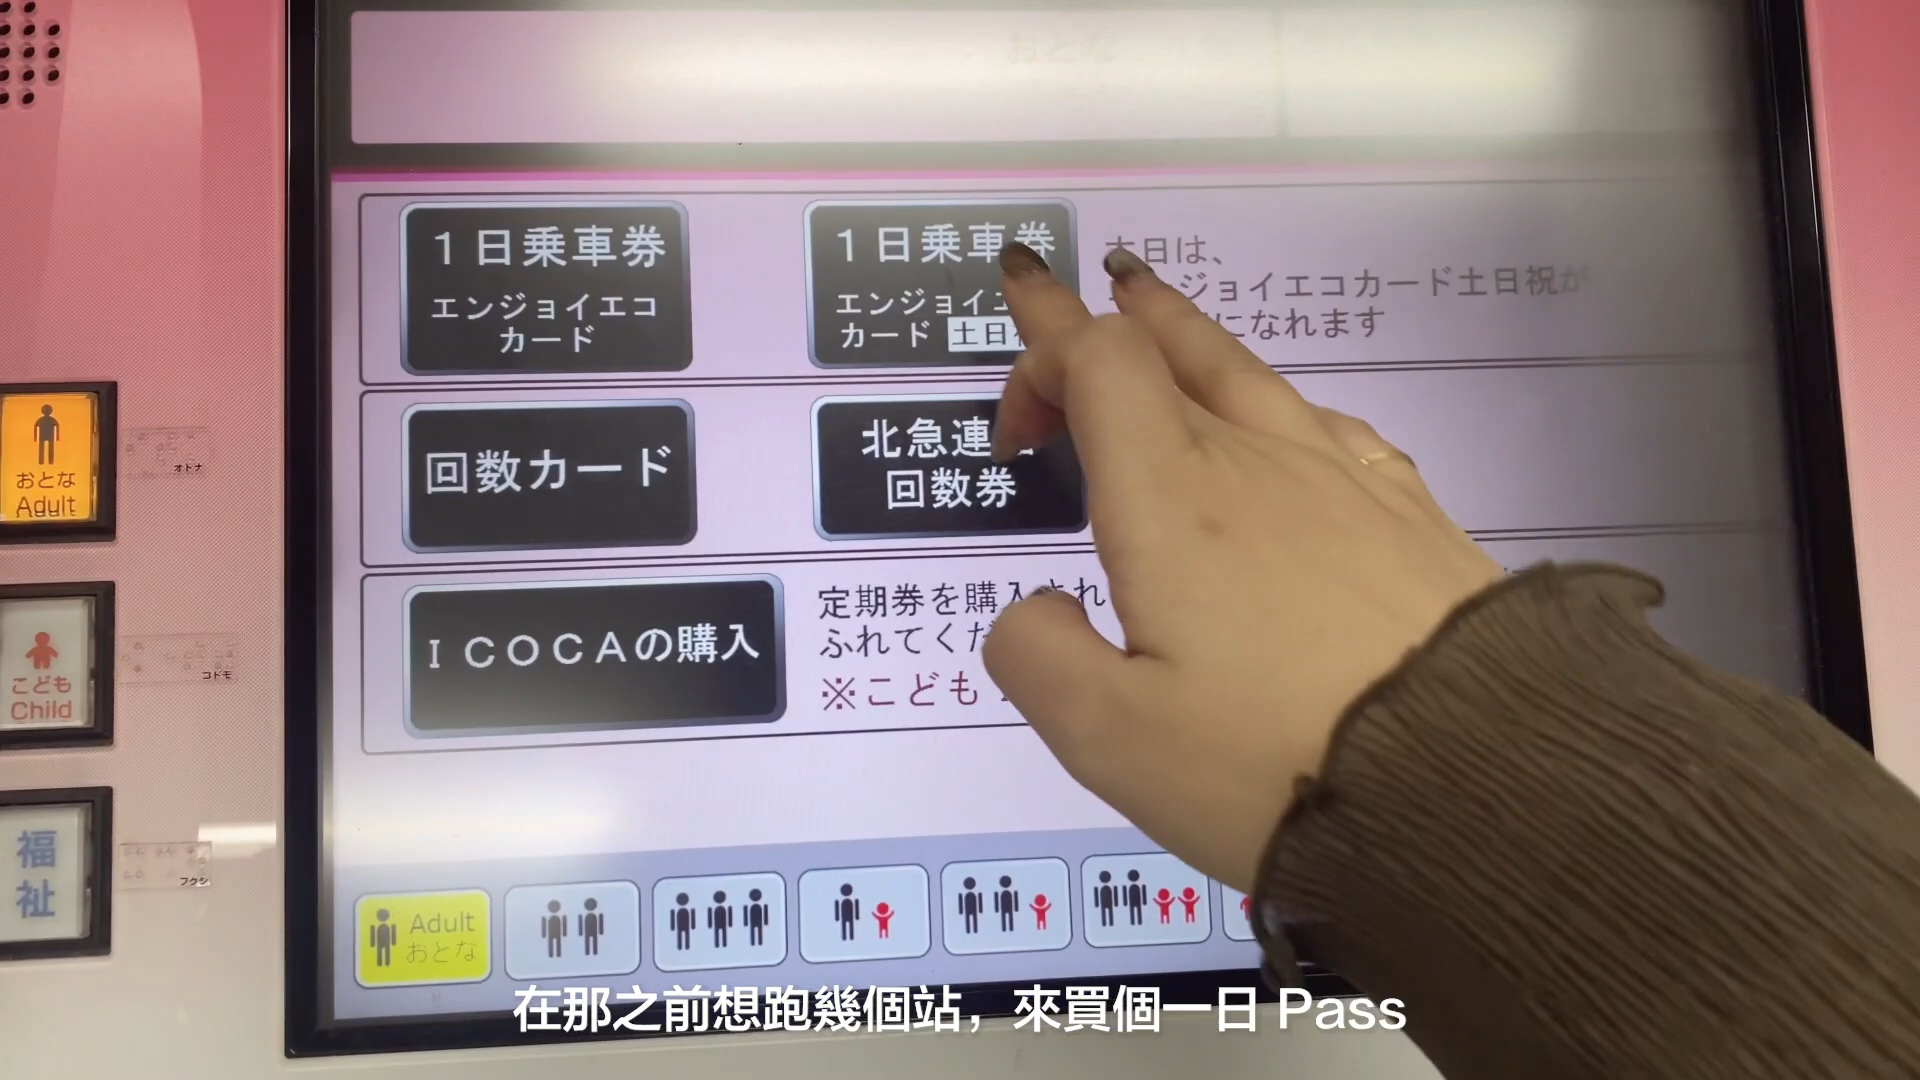 おとな
1日乗車券
エンジョイエコ
カード
1日乗車券
エンジョイエ
カード 土日
本日は、
ジョイエコカード土日祝が
になれます
回数カード
北急連
回数券
ICOCAの購入
定期券を購入され
ふれてくだ
※こども
おとな
Adult
オトナ
こども
Child
コドモ
福
祉
フクシ
Adult
おとな
在那之前想跑幾個站，來買個一日 Pass